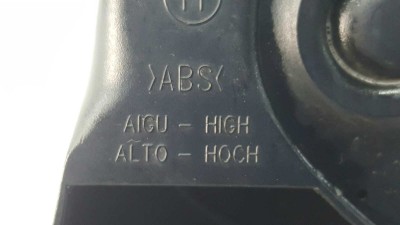 >ABS<
AIGU - HIGH
ALTO - HOCH